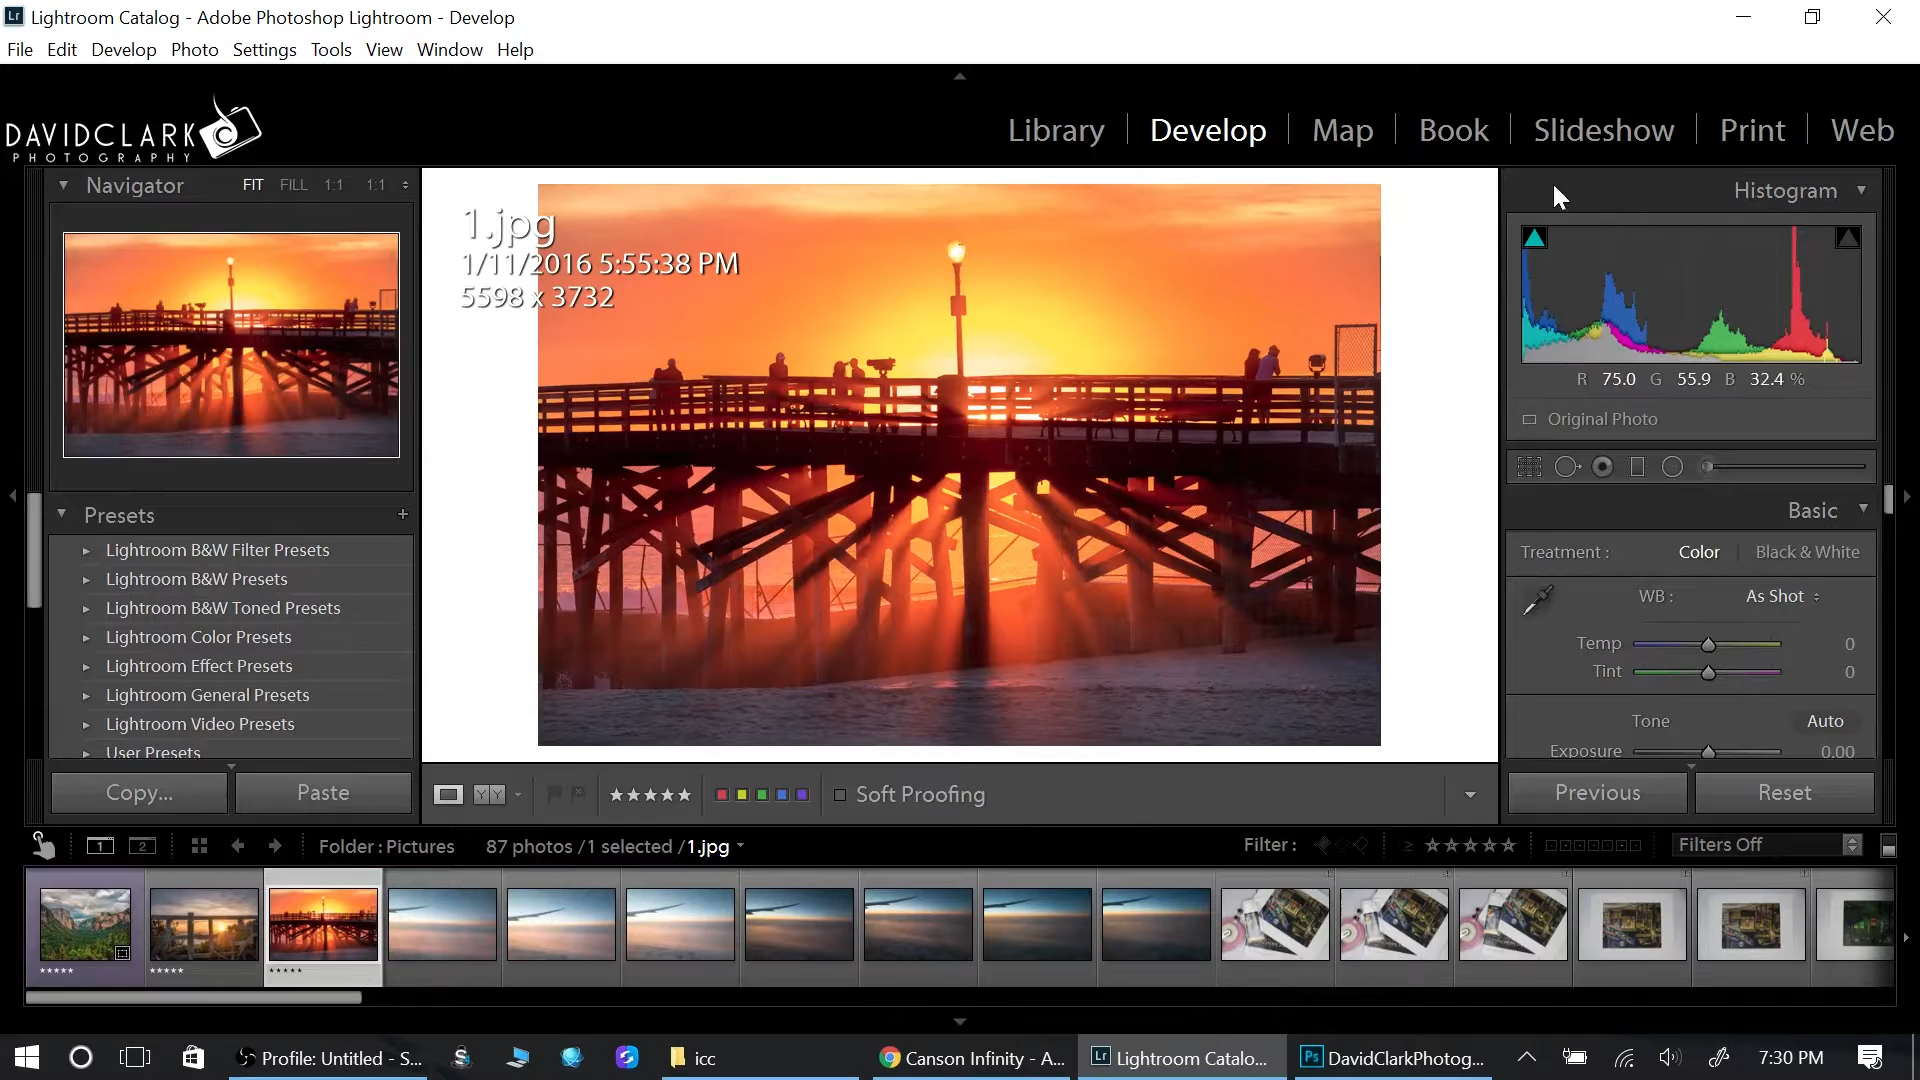 Lr Lightroom Catalog - Adobe Photoshop Lightroom - Develop
File Edit Develop Photo Settings Tools View Window Help
DAVIDCLARK
PHOTOGRAPHY
Library Develop Map Book Slideshow Print Web
Navigator FIT FILL 1:1 1:1
Histogram
1.jpg
1/11/2016 5:55:38 PM
5598 x 3732
R 75.0 G 55.9 B 32.4 %
Original Photo
Presets +
Lightroom B&W Filter Presets
Lightroom B&W Presets
Lightroom B&W Toned Presets
Lightroom Color Presets
Lightroom Effect Presets
Lightroom General Presets
Lightroom Video Presets
User Presets
Basic
Treatment : Color Black & White
WB : As Shot
Temp 0
Tint 0
Tone Auto
Exposure 0.00
Copy... Paste
YY Soft Proofing
Previous Reset
1 2 Folder : Pictures 87 photos / 1 selected / 1.jpg
Filter : ≥ Filters Off
Profile: Untitled - S...
icc
Canson Infinity - A...
Lr Lightroom Catalo...
Ps DavidClarkPhotog...
7:30 PM